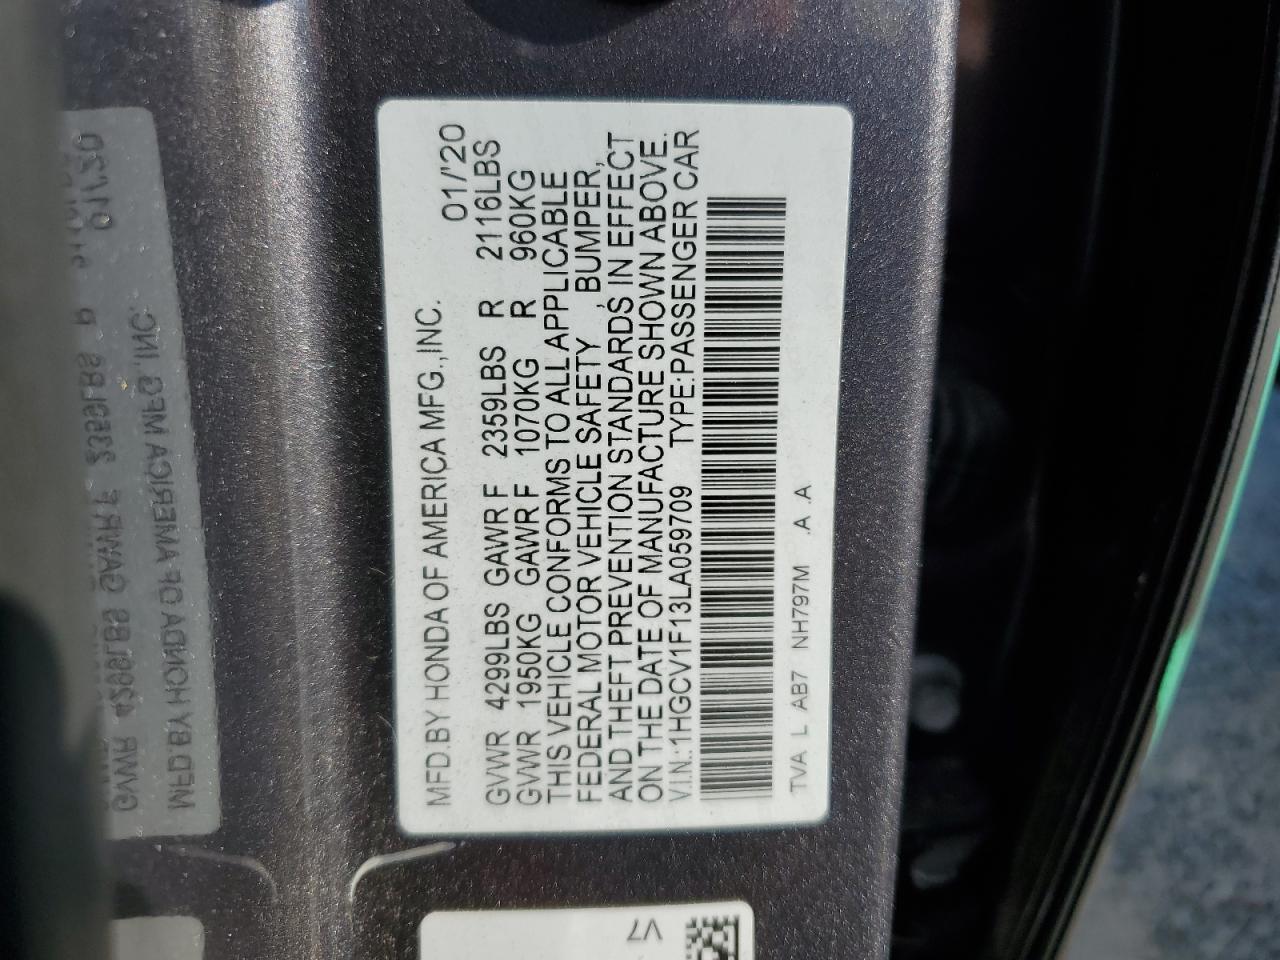 MFD.BY HONDA OF AMERICA MFG.,INC. 01/'20
GVWR 4299LBS GAWR F 2359LBS R 2116LBS
GVWR 1950KG GAWR F 1070KG R 960KG
THIS VEHICLE CONFORMS TO ALL APPLICABLE
FEDERAL MOTOR VEHICLE SAFETY , BUMPER,
AND THEFT PREVENTION STANDARDS IN EFFECT
ON THE DATE OF MANUFACTURE SHOWN ABOVE.
V.I.N.:1HGCV1F13LA059709 TYPE:PASSENGER CAR
TVA L AB7 NH797M .A .A
V7